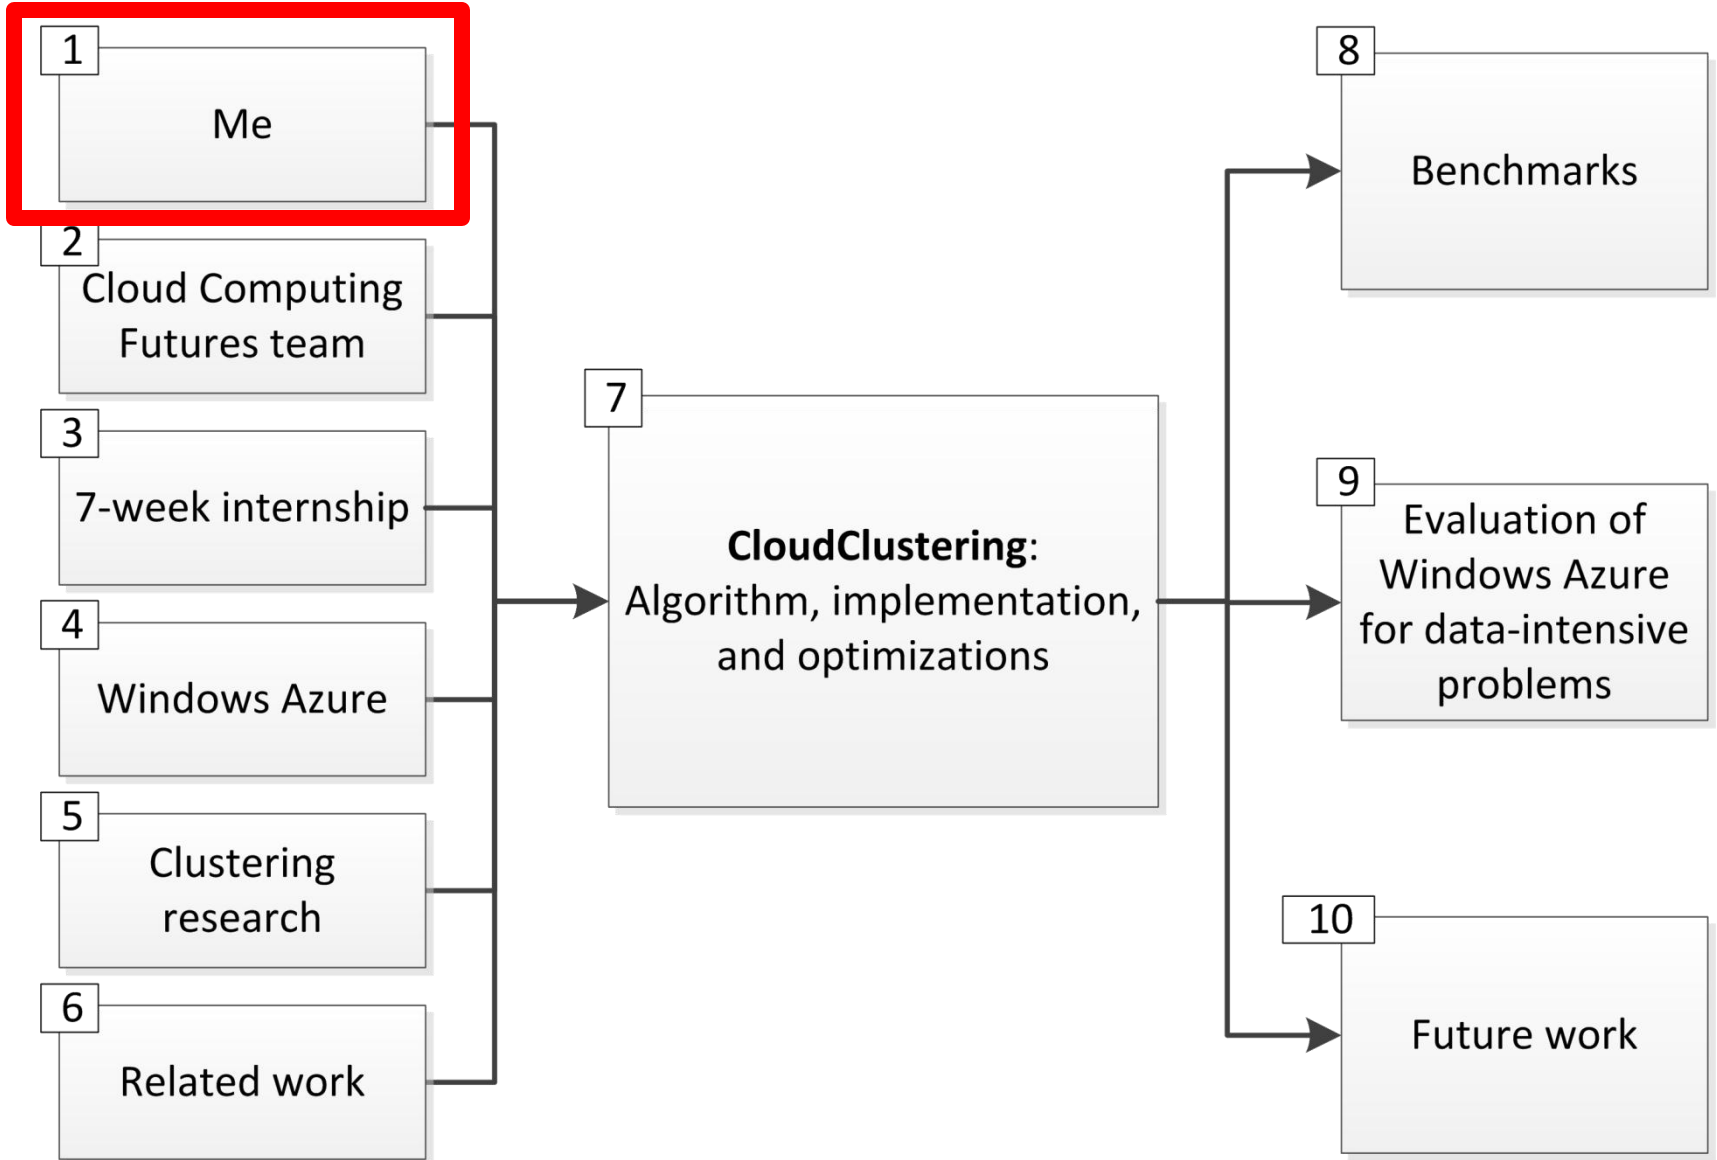 1
Me
2
Cloud Computing
Futures team
3
7-week internship
4
Windows Azure
5
Clustering
research
6
Related work
7
CloudClustering:
Algorithm, implementation,
and optimizations
8
Benchmarks
9
Evaluation of
Windows Azure
for data-intensive
problems
10
Future work